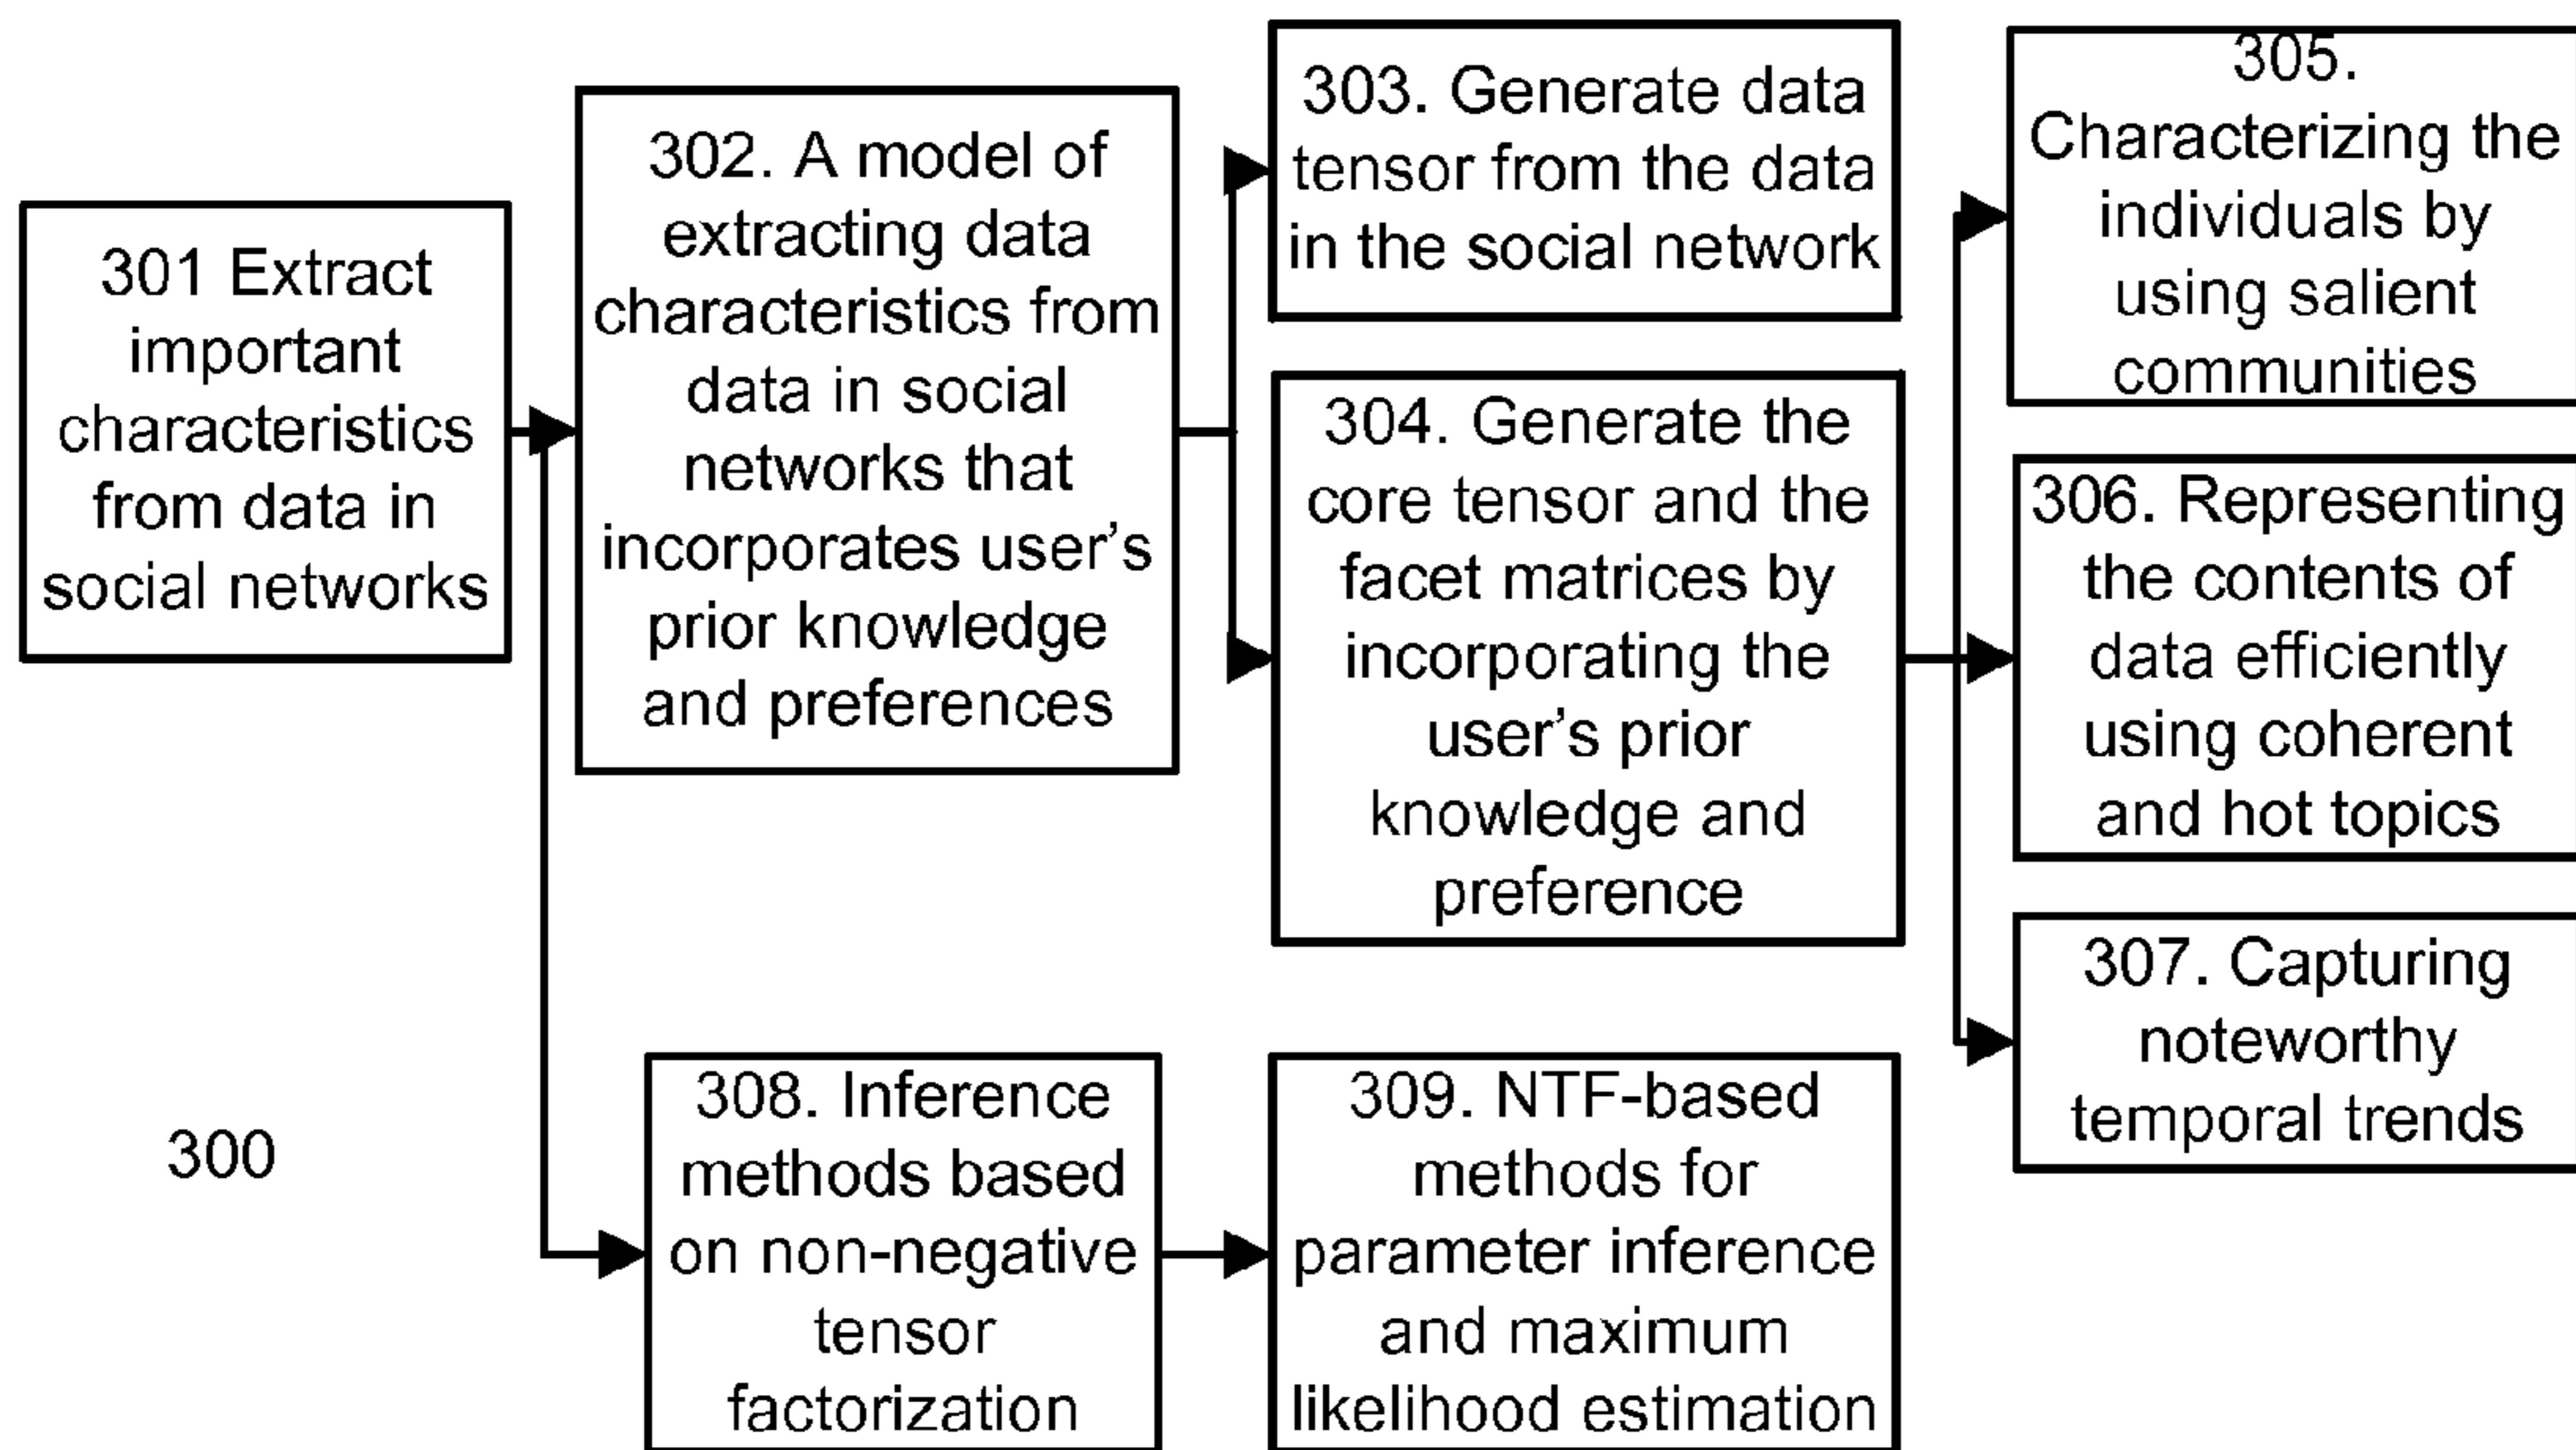 301 Extract
important
characteristics
from data in
social networks
302. A model of
extracting data
characteristics from
data in social
networks that
incorporates user's
prior knowledge
and preferences
303. Generate data
tensor from the data
in the social network
304. Generate the
core tensor and the
facet matrices by
incorporating the
user's prior
knowledge and
preference
305.
Characterizing the
individuals by
using salient
communities
306. Representing
the contents of
data efficiently
using coherent
and hot topics
307. Capturing
noteworthy
temporal trends
308. Inference
methods based
on non-negative
tensor
factorization
309. NTF-based
methods for
parameter inference
and maximum
likelihood estimation
300